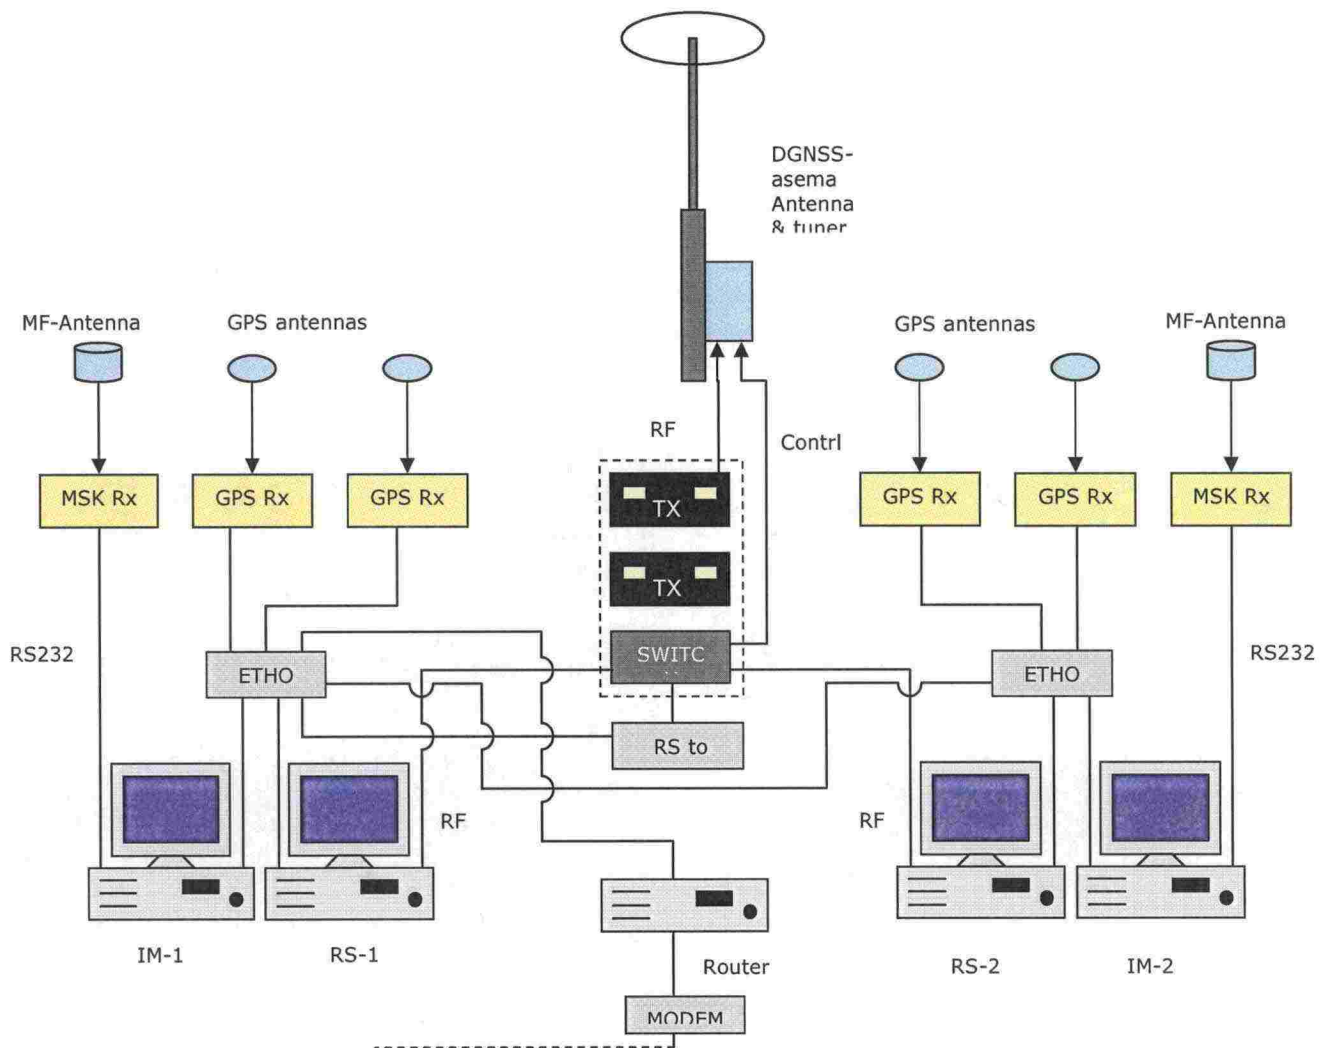 DGNSS-
asema
Antenna
& tuner
MF-Antenna
GPS antennas
GPS antennas
MF-Antenna
RF
Contrl
MSK Rx
GPS Rx
GPS Rx
TX
GPS Rx
GPS Rx
MSK Rx
TX
RS232
ETHO
SWITC
ETHO
RS232
RS to
RF
RF
IM-1
RS-1
Router
RS-2
IM-2
MODEM